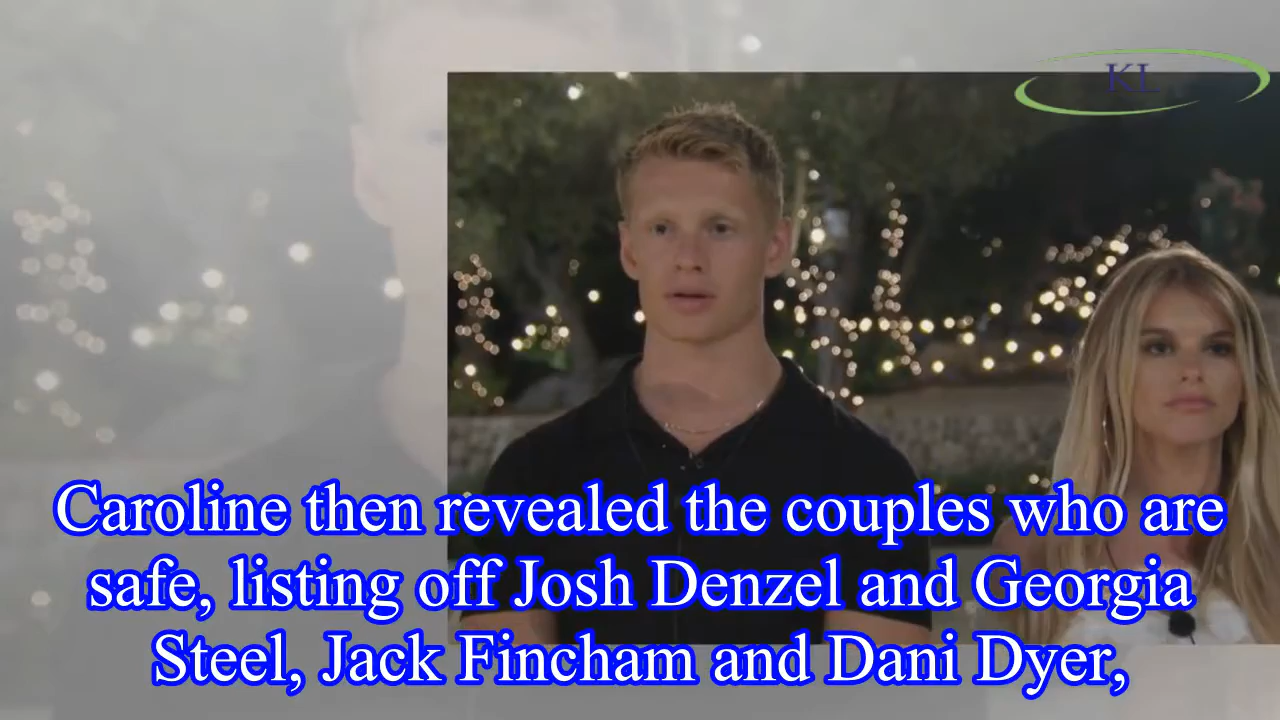 KL
Caroline then revealed the couples who are
safe, listing off Josh Denzel and Georgia
Steel, Jack Fincham and Dani Dyer,